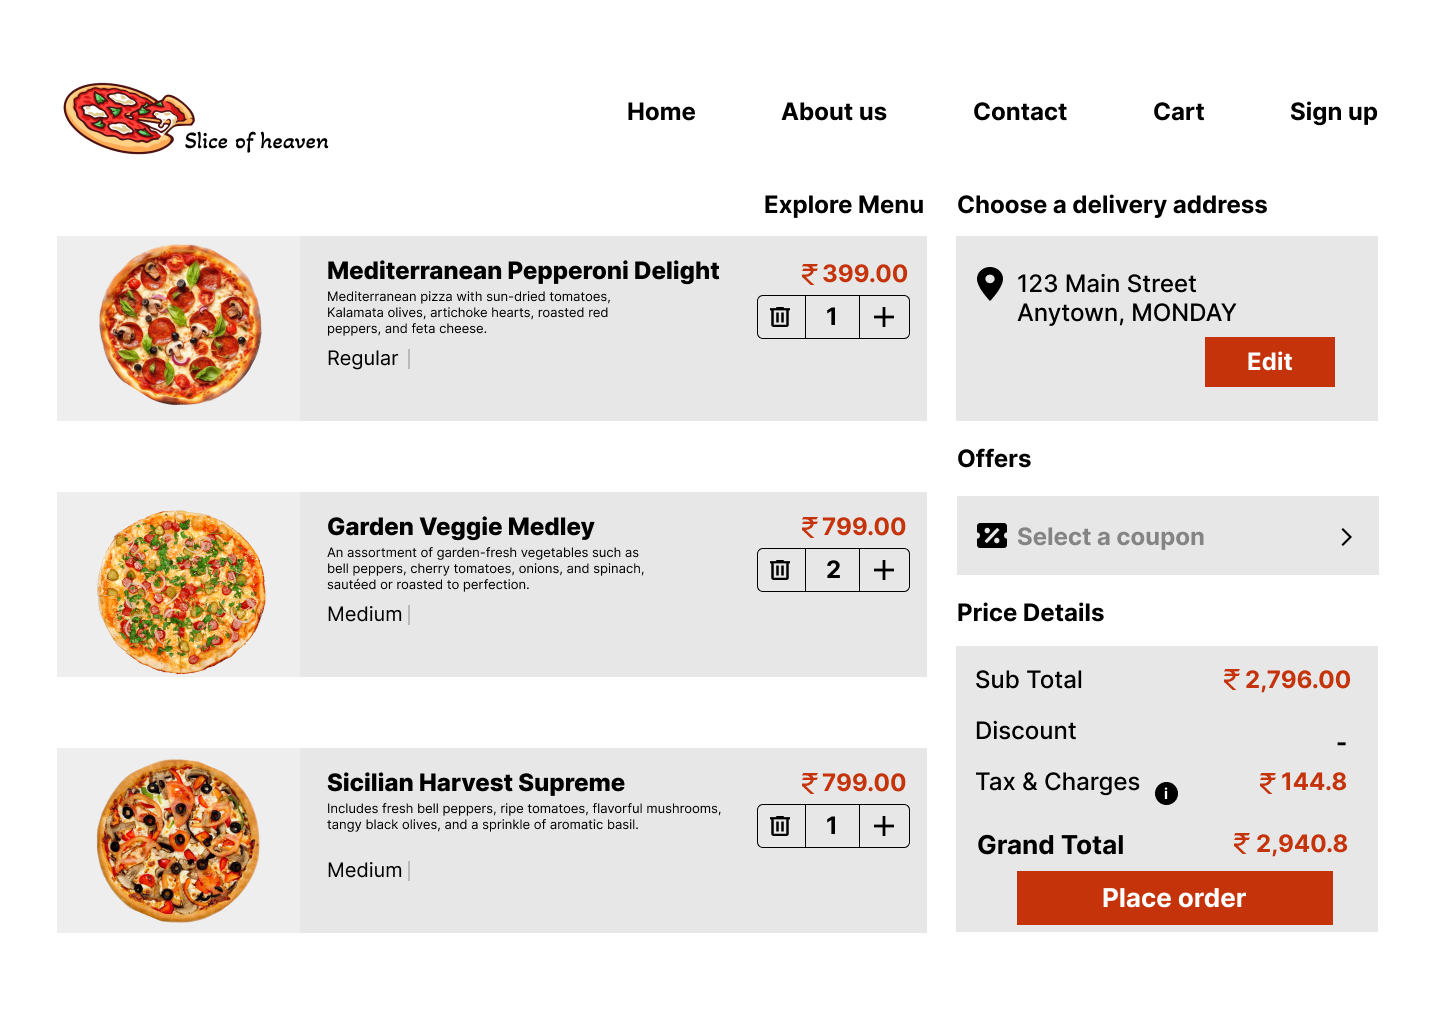 Slice of heaven
Home
About us
Contact
Cart
Sign up
Explore Menu
Mediterranean Pepperoni Delight
₹ 399.00
Mediterranean pizza with sun-dried tomatoes,
Kalamata olives, artichoke hearts, roasted red
peppers, and feta cheese.
1
Regular
Garden Veggie Medley
₹ 799.00
An assortment of garden-fresh vegetables such as
bell peppers, cherry tomatoes, onions, and spinach,
sautéed or roasted to perfection.
2
Medium
Sicilian Harvest Supreme
₹ 799.00
Includes fresh bell peppers, ripe tomatoes, flavorful mushrooms,
tangy black olives, and a sprinkle of aromatic basil.
1
Medium
Choose a delivery address
123 Main Street
Anytown, MONDAY
Edit
Offers
Select a coupon
Price Details
Sub Total ₹ 2,796.00
Discount -
Tax & Charges ₹ 144.8
Grand Total ₹ 2,940.8
Place order